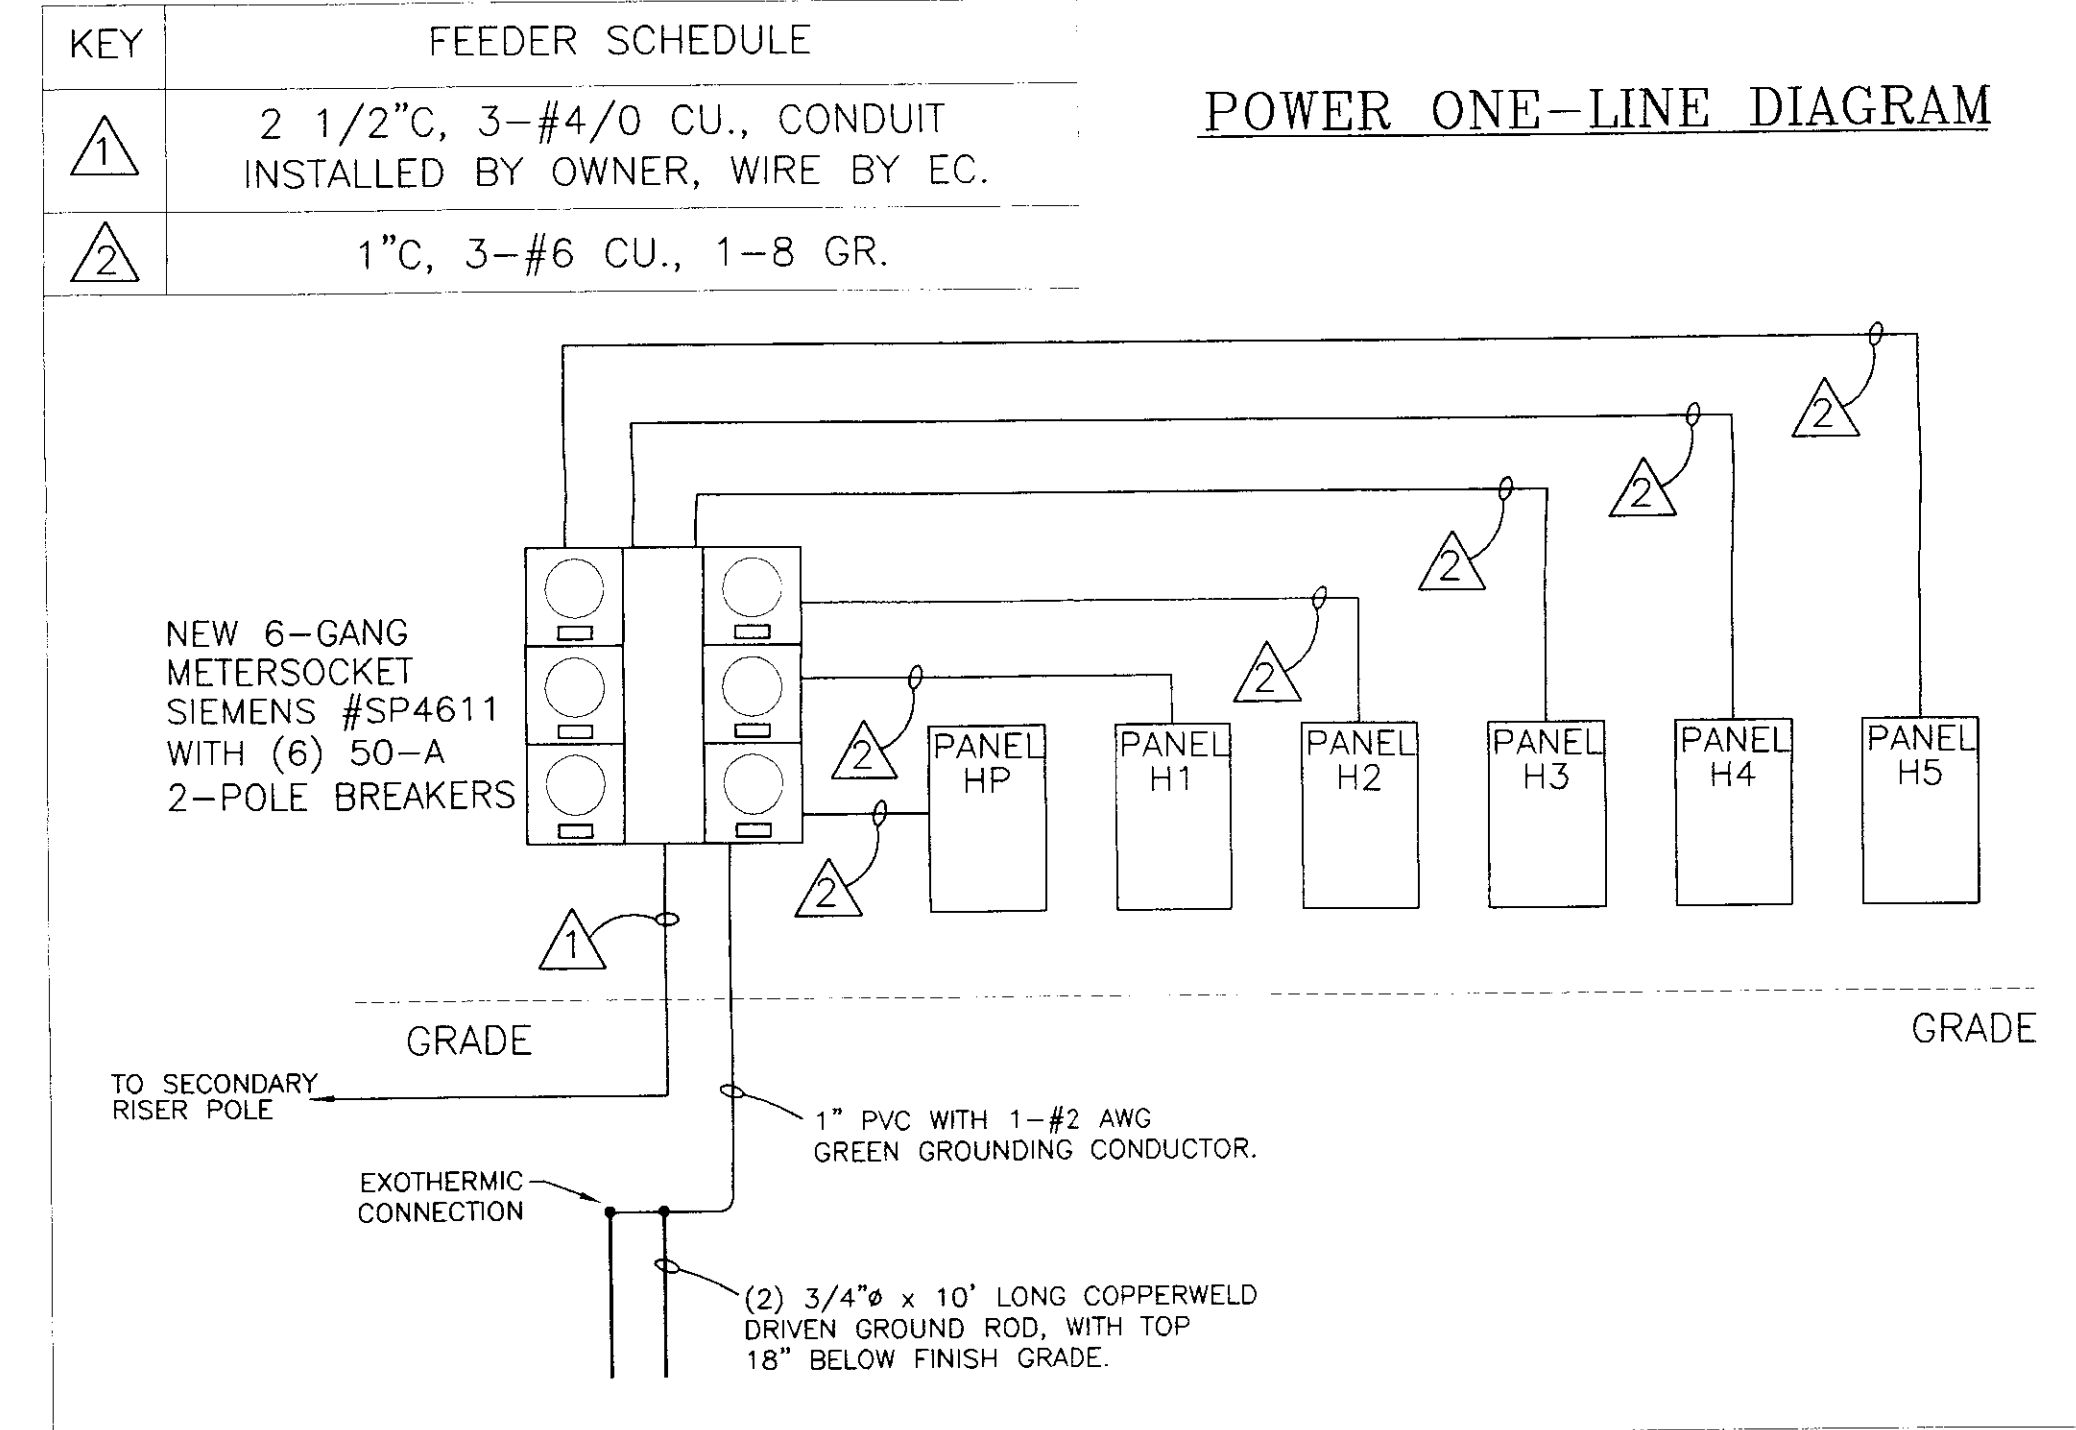 KEY FEEDER SCHEDULE
1 2 1/2"C, 3-#4/0 CU., CONDUIT
INSTALLED BY OWNER, WIRE BY EC.
2 1"C, 3-#6 CU., 1-8 GR.
POWER ONE-LINE DIAGRAM
2
2
2
2
2
2
NEW 6-GANG
METERSOCKET
SIEMENS #SP4611
WITH (6) 50-A
2-POLE BREAKERS
PANEL
HP
PANEL
H1
PANEL
H2
PANEL
H3
PANEL
H4
PANEL
H5
1
GRADE
GRADE
TO SECONDARY
RISER POLE
1" PVC WITH 1-#2 AWG
GREEN GROUNDING CONDUCTOR.
EXOTHERMIC
CONNECTION
(2) 3/4"ø x 10' LONG COPPERWELD
DRIVEN GROUND ROD, WITH TOP
18" BELOW FINISH GRADE.